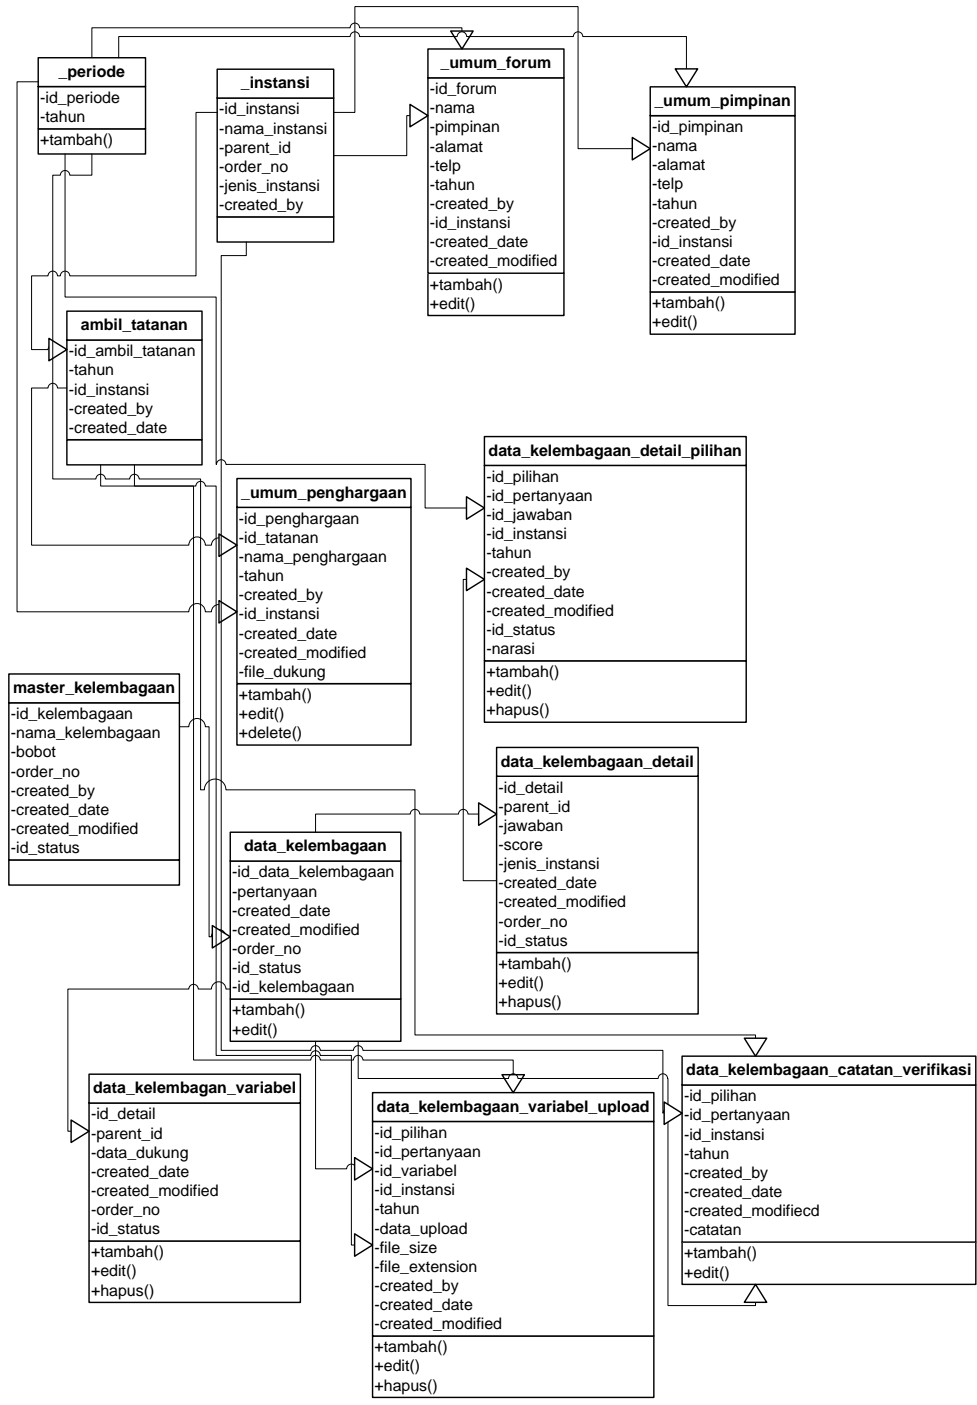 _periode
-id_periode
-tahun
+tambah()
_instansi
-id_instansi
-nama_instansi
-parent_id
-order_no
-jenis_instansi
-created_by
_umum_forum
-id_forum
-nama
-pimpinan
-alamat
-telp
-tahun
-created_by
-id_instansi
-created_date
-created_modified
+tambah()
+edit()
_umum_pimpinan
-id_pimpinan
-nama
-alamat
-telp
-tahun
-created_by
-id_instansi
-created_date
-created_modified
+tambah()
+edit()
ambil_tatanan
-id_ambil_tatanan
-tahun
-id_instansi
-created_by
-created_date
_umum_penghargaan
-id_penghargaan
-id_tatanan
-nama_penghargaan
-tahun
-created_by
-id_instansi
-created_date
-created_modified
-file_dukung
+tambah()
+edit()
+delete()
data_kelembagaan_detail_pilihan
-id_pilihan
-id_pertanyaan
-id_jawaban
-id_instansi
-tahun
-created_by
-created_date
-created_modified
-id_status
-narasi
+tambah()
+edit()
+hapus()
master_kelembagaan
-id_kelembagaan
-nama_kelembagaan
-bobot
-order_no
-created_by
-created_date
-created_modified
-id_status
data_kelembagaan_detail
-id_detail
-parent_id
-jawaban
-score
-jenis_instansi
-created_date
-created_modified
-order_no
-id_status
+tambah()
+edit()
+hapus()
data_kelembagaan
-id_data_kelembagaan
-pertanyaan
-created_date
-created_modified
-order_no
-id_status
-id_kelembagaan
+tambah()
+edit()
data_kelembagan_variabel
-id_detail
-parent_id
-data_dukung
-created_date
-created_modified
-order_no
-id_status
+tambah()
+edit()
+hapus()
data_kelembagaan_variabel_upload
-id_pilihan
-id_pertanyaan
-id_variabel
-id_instansi
-tahun
-data_upload
-file_size
-file_extension
-created_by
-created_date
-created_modified
+tambah()
+edit()
+hapus()
data_kelembagaan_catatan_verifikasi
-id_pilihan
-id_pertanyaan
-id_instansi
-tahun
-created_by
-created_date
-created_modifiecd
-catatan
+tambah()
+edit()